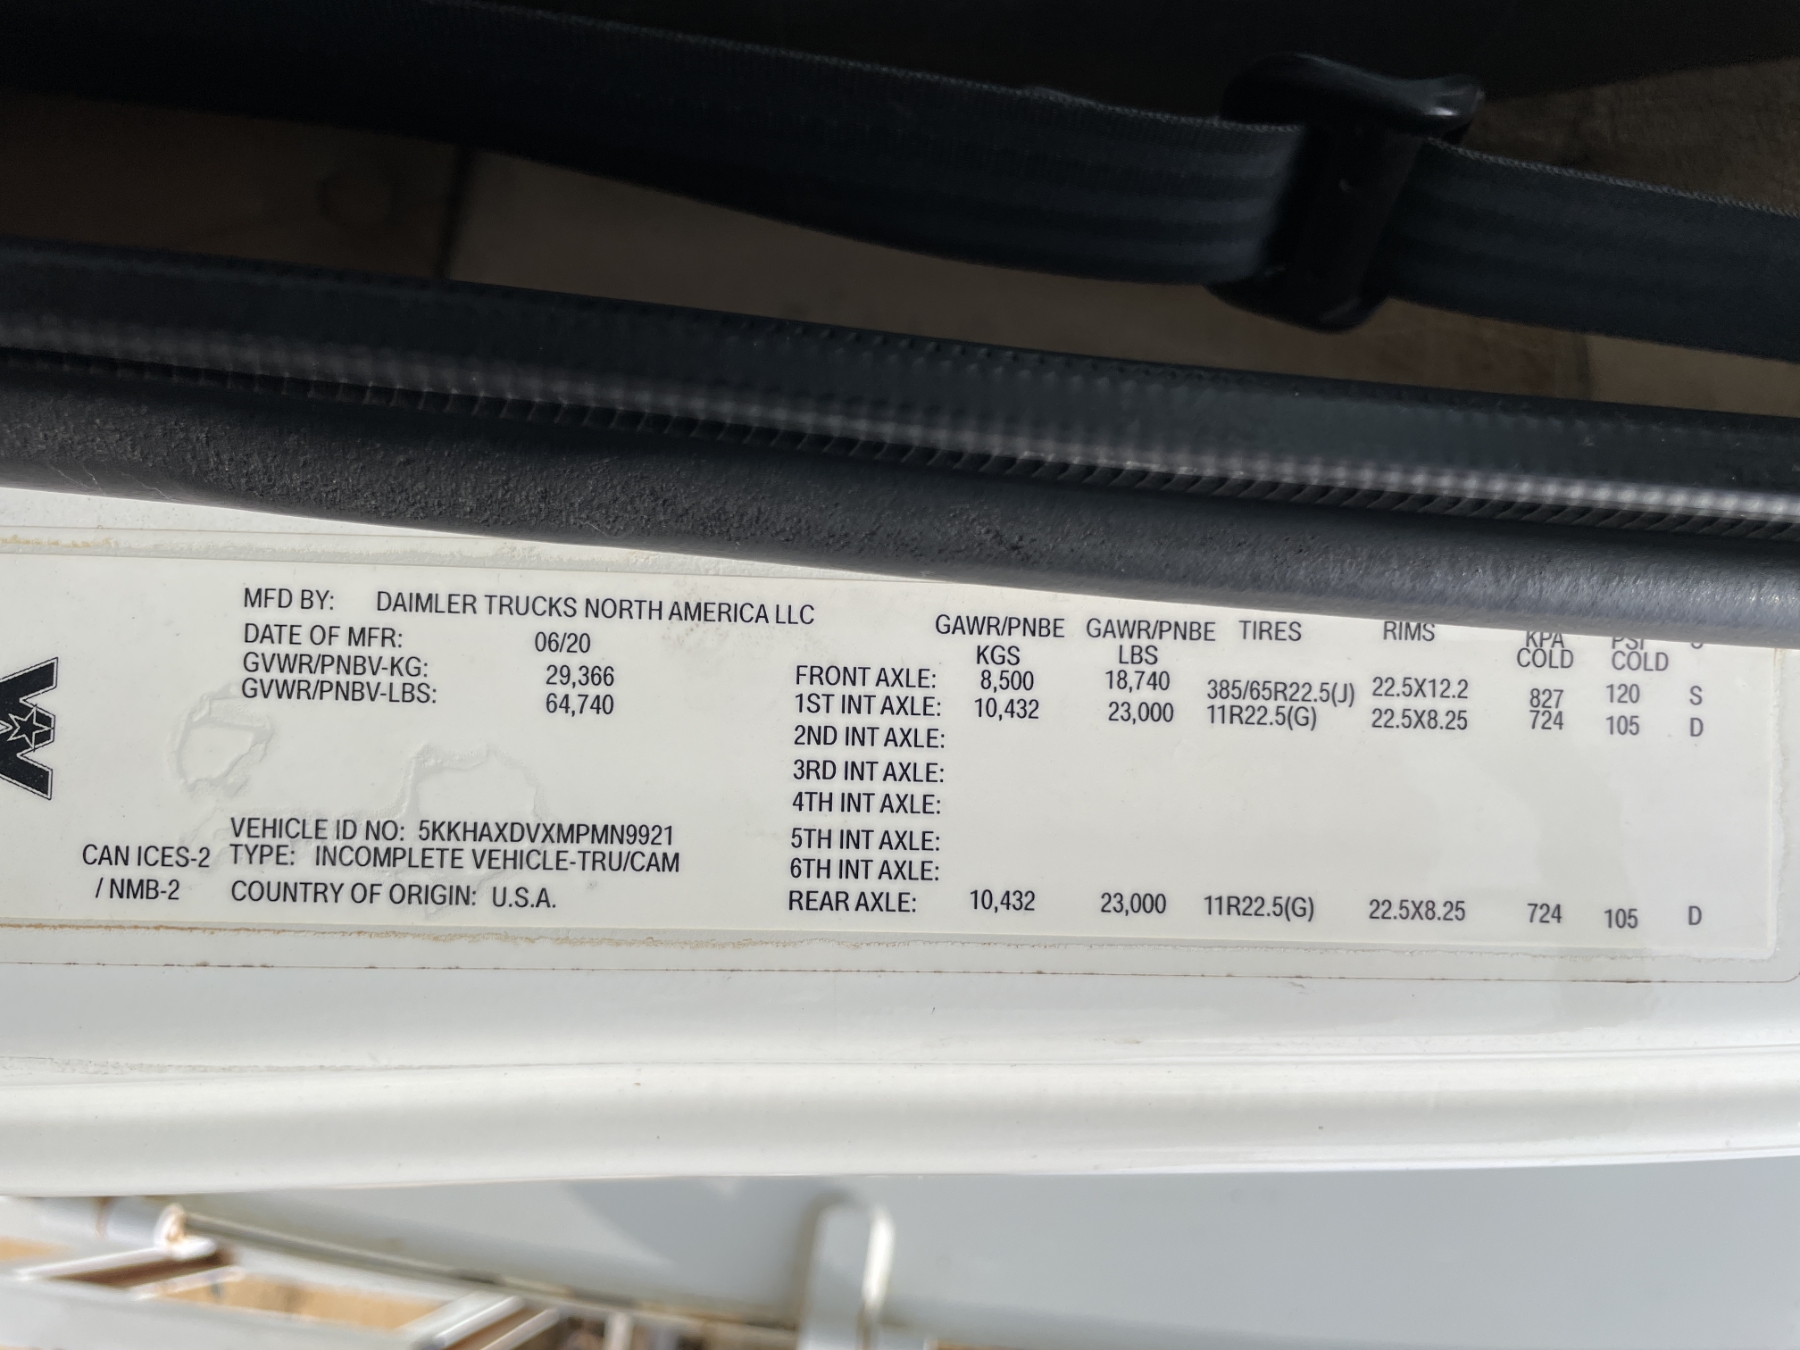 MFD BY: DAIMLER TRUCKS NORTH AMERICA LLC
DATE OF MFR: 06/20
GVWR/PNBV-KG: 29,366
GVWR/PNBV-LBS: 64,740
VEHICLE ID NO: 5KKHAXDVXMPMN9921
CAN ICES-2 TYPE: INCOMPLETE VEHICLE-TRU/CAM
/ NMB-2 COUNTRY OF ORIGIN: U.S.A.
GAWR/PNBE GAWR/PNBE TIRES RIMS KPA PSI
KGS LBS COLD COLD
FRONT AXLE: 8,500 18,740 385/65R22.5(J) 22.5X12.2 827 120 S
1ST INT AXLE: 10,432 23,000 11R22.5(G) 22.5X8.25 724 105 D
2ND INT AXLE:
3RD INT AXLE:
4TH INT AXLE:
5TH INT AXLE:
6TH INT AXLE:
REAR AXLE: 10,432 23,000 11R22.5(G) 22.5X8.25 724 105 D